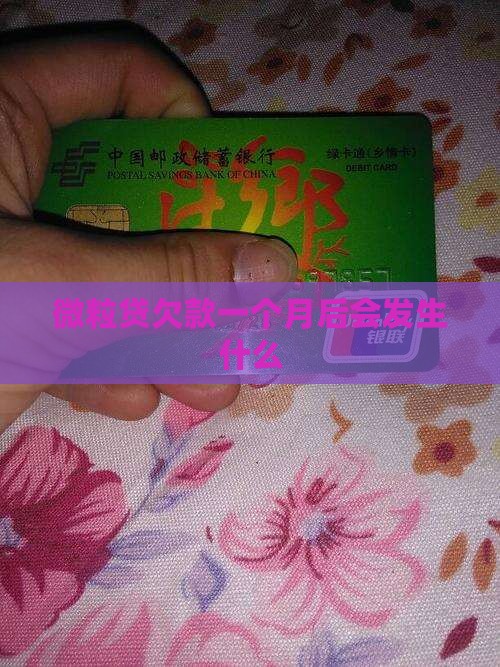 中国邮政储蓄银行
POSTAL SAVINGS BANK OF CHINA
绿卡通(乡情卡)
DEBIT CARD
乡
微粒贷欠款一个月后会发生
什么
银联